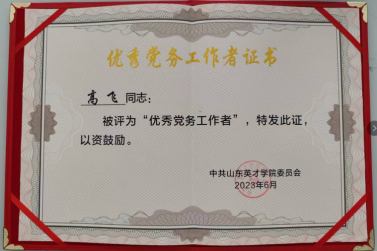 优秀党务工作者证书
高飞 同志：
被评为“优秀党务工作者”，特发此证，
以资鼓励。
中共山东英才学院委员会
2023年6月